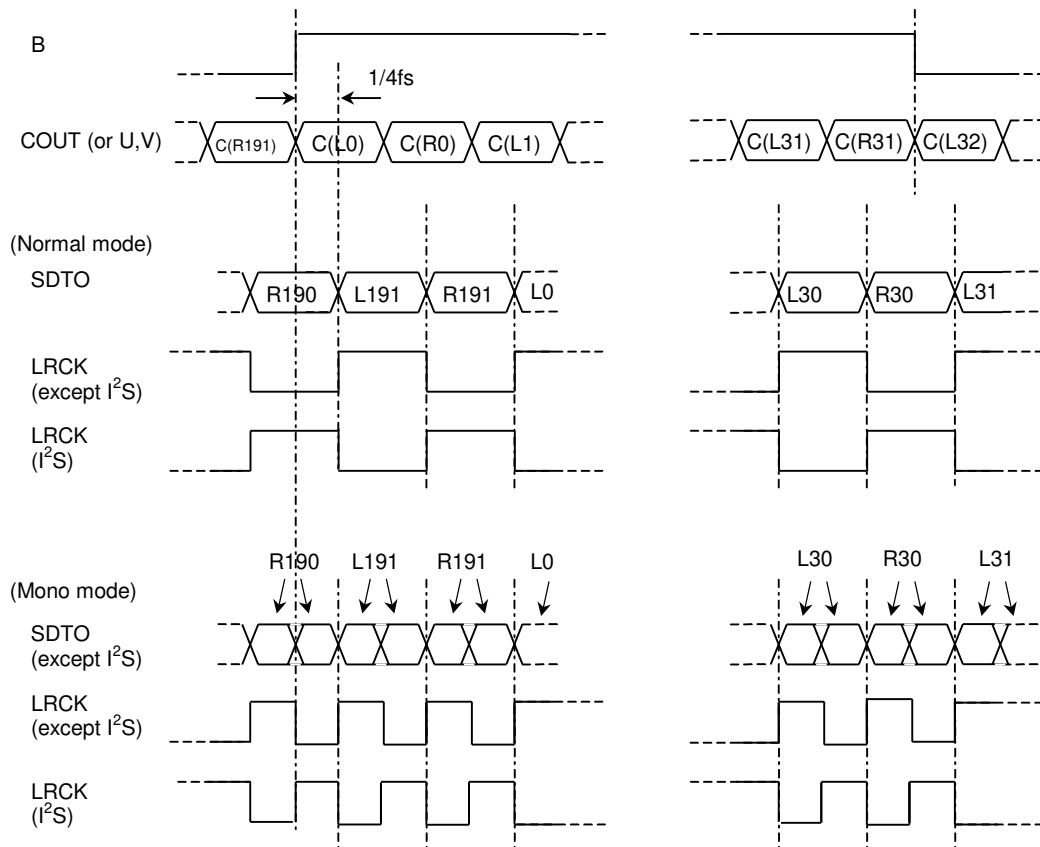 B
1/4fs
COUT (or U,V)
C(R191) C(L0) C(R0) C(L1) C(L31) C(R31) C(L32)
(Normal mode)
SDTO
R190 L191 R191 L0 L30 R30 L31
LRCK
(except I²S)
LRCK
(I²S)
R190 L191 R191 L0 L30 R30 L31
(Mono mode)
SDTO
(except I²S)
LRCK
(except I²S)
LRCK
(I²S)